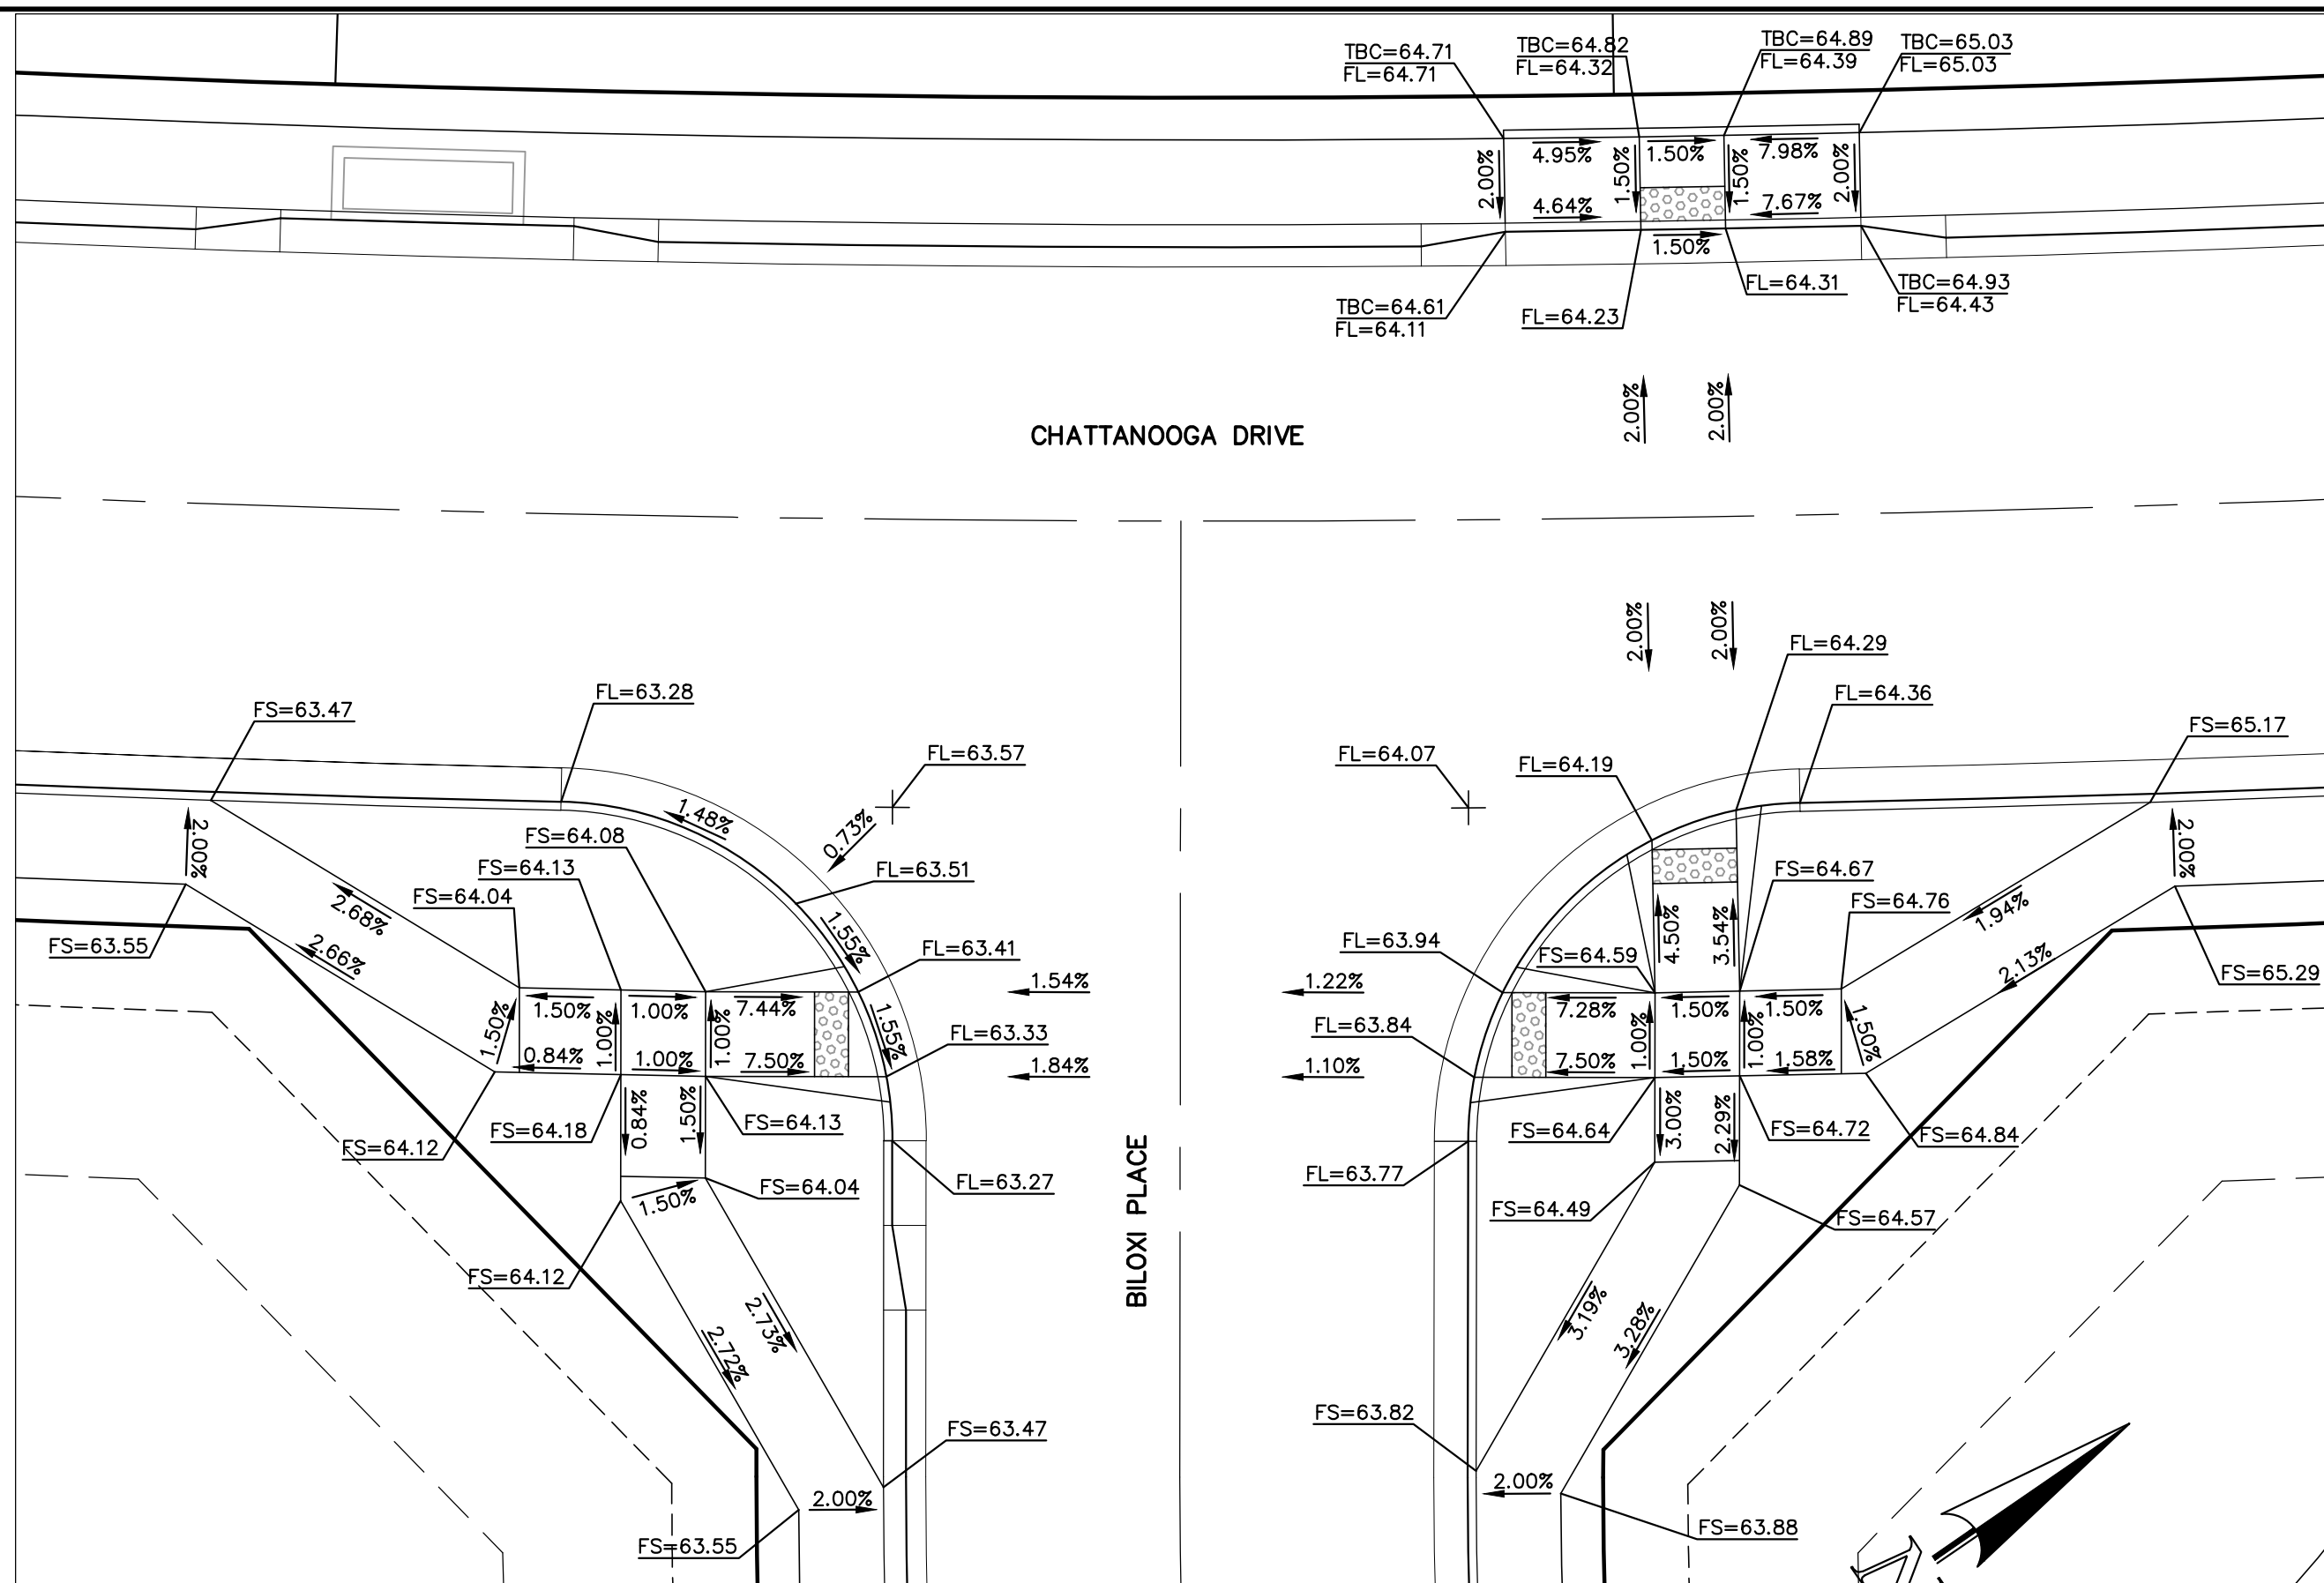 TBC=64.71
FL=64.71
TBC=64.82
FL=64.32
TBC=64.89
FL=64.39
TBC=65.03
FL=65.03
2.00%
4.95%
1.50%
1.50%
1.50%
7.98%
2.00%
4.64%
7.67%
1.50%
TBC=64.61
FL=64.11
FL=64.23
FL=64.31
TBC=64.93
FL=64.43
2.00%
2.00%
CHATTANOOGA DRIVE
2.00%
2.00%
FS=63.47
FL=63.28
FL=63.57
FL=64.07
FL=64.19
FL=64.29
FL=64.36
FS=65.17
2.00%
FS=64.08
1.48%
0.73%
FS=64.13
FL=63.51
FS=64.04
2.68%
2.66%
FS=63.55
1.55%
FL=63.41
1.54%
1.50%
1.50%
1.00%
1.00%
1.00%
7.44%
1.55%
0.84%
1.00%
7.50%
FL=63.33
1.84%
FS=64.12
FS=64.18
0.84%
1.50%
FS=64.13
1.50%
FS=64.04
FL=63.27
FS=64.12
2.72%
2.73%
FS=63.47
2.00%
FS=63.55
BILOXI PLACE
FS=64.67
FS=64.76
2.00%
FL=63.94
FS=64.59
4.50%
3.54%
1.94%
2.13%
FS=65.29
1.22%
7.28%
1.00%
1.50%
1.00%
1.50%
1.50%
FL=63.84
1.10%
7.50%
1.50%
1.58%
FS=64.64
3.00%
2.29%
FS=64.72
FS=64.84
FL=63.77
FS=64.49
FS=64.57
3.19%
3.28%
FS=63.82
2.00%
FS=63.88